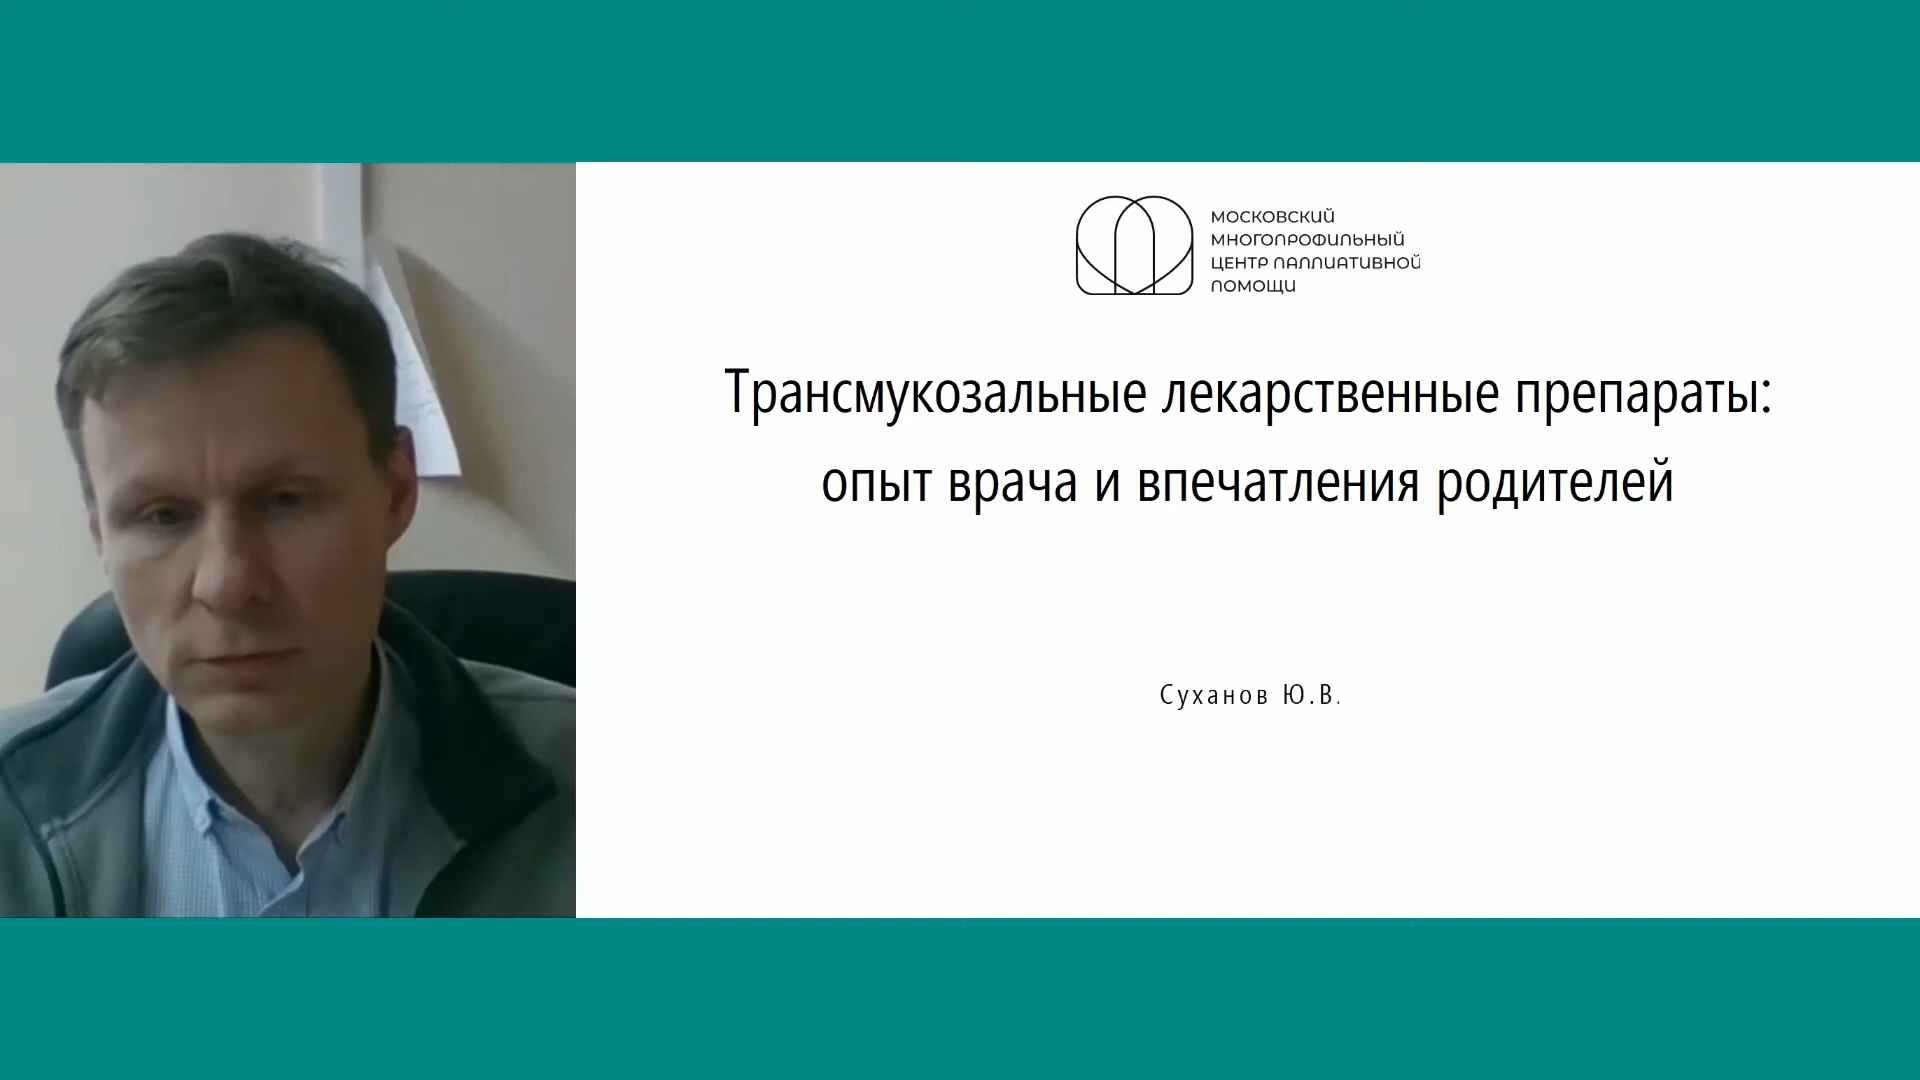 МОСКОВСКИЙ
МНОГОПРОФИЛЬНЫЙ
ЦЕНТР ПАЛЛИАТИВНОЙ
ПОМОЩИ
Трансмукозальные лекарственные препараты:
опыт врача и впечатления родителей
Суханов Ю.В.